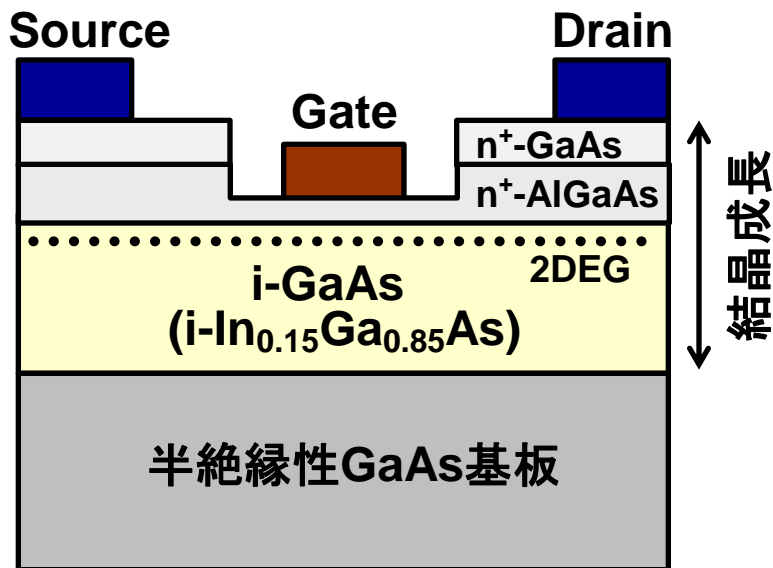 Source
Drain
Gate
n⁺-GaAs
n⁺-AlGaAs
2DEG
i-GaAs
(i-In₀.₁₅Ga₀.₈₅As)
結晶成長
半絶縁性GaAs基板